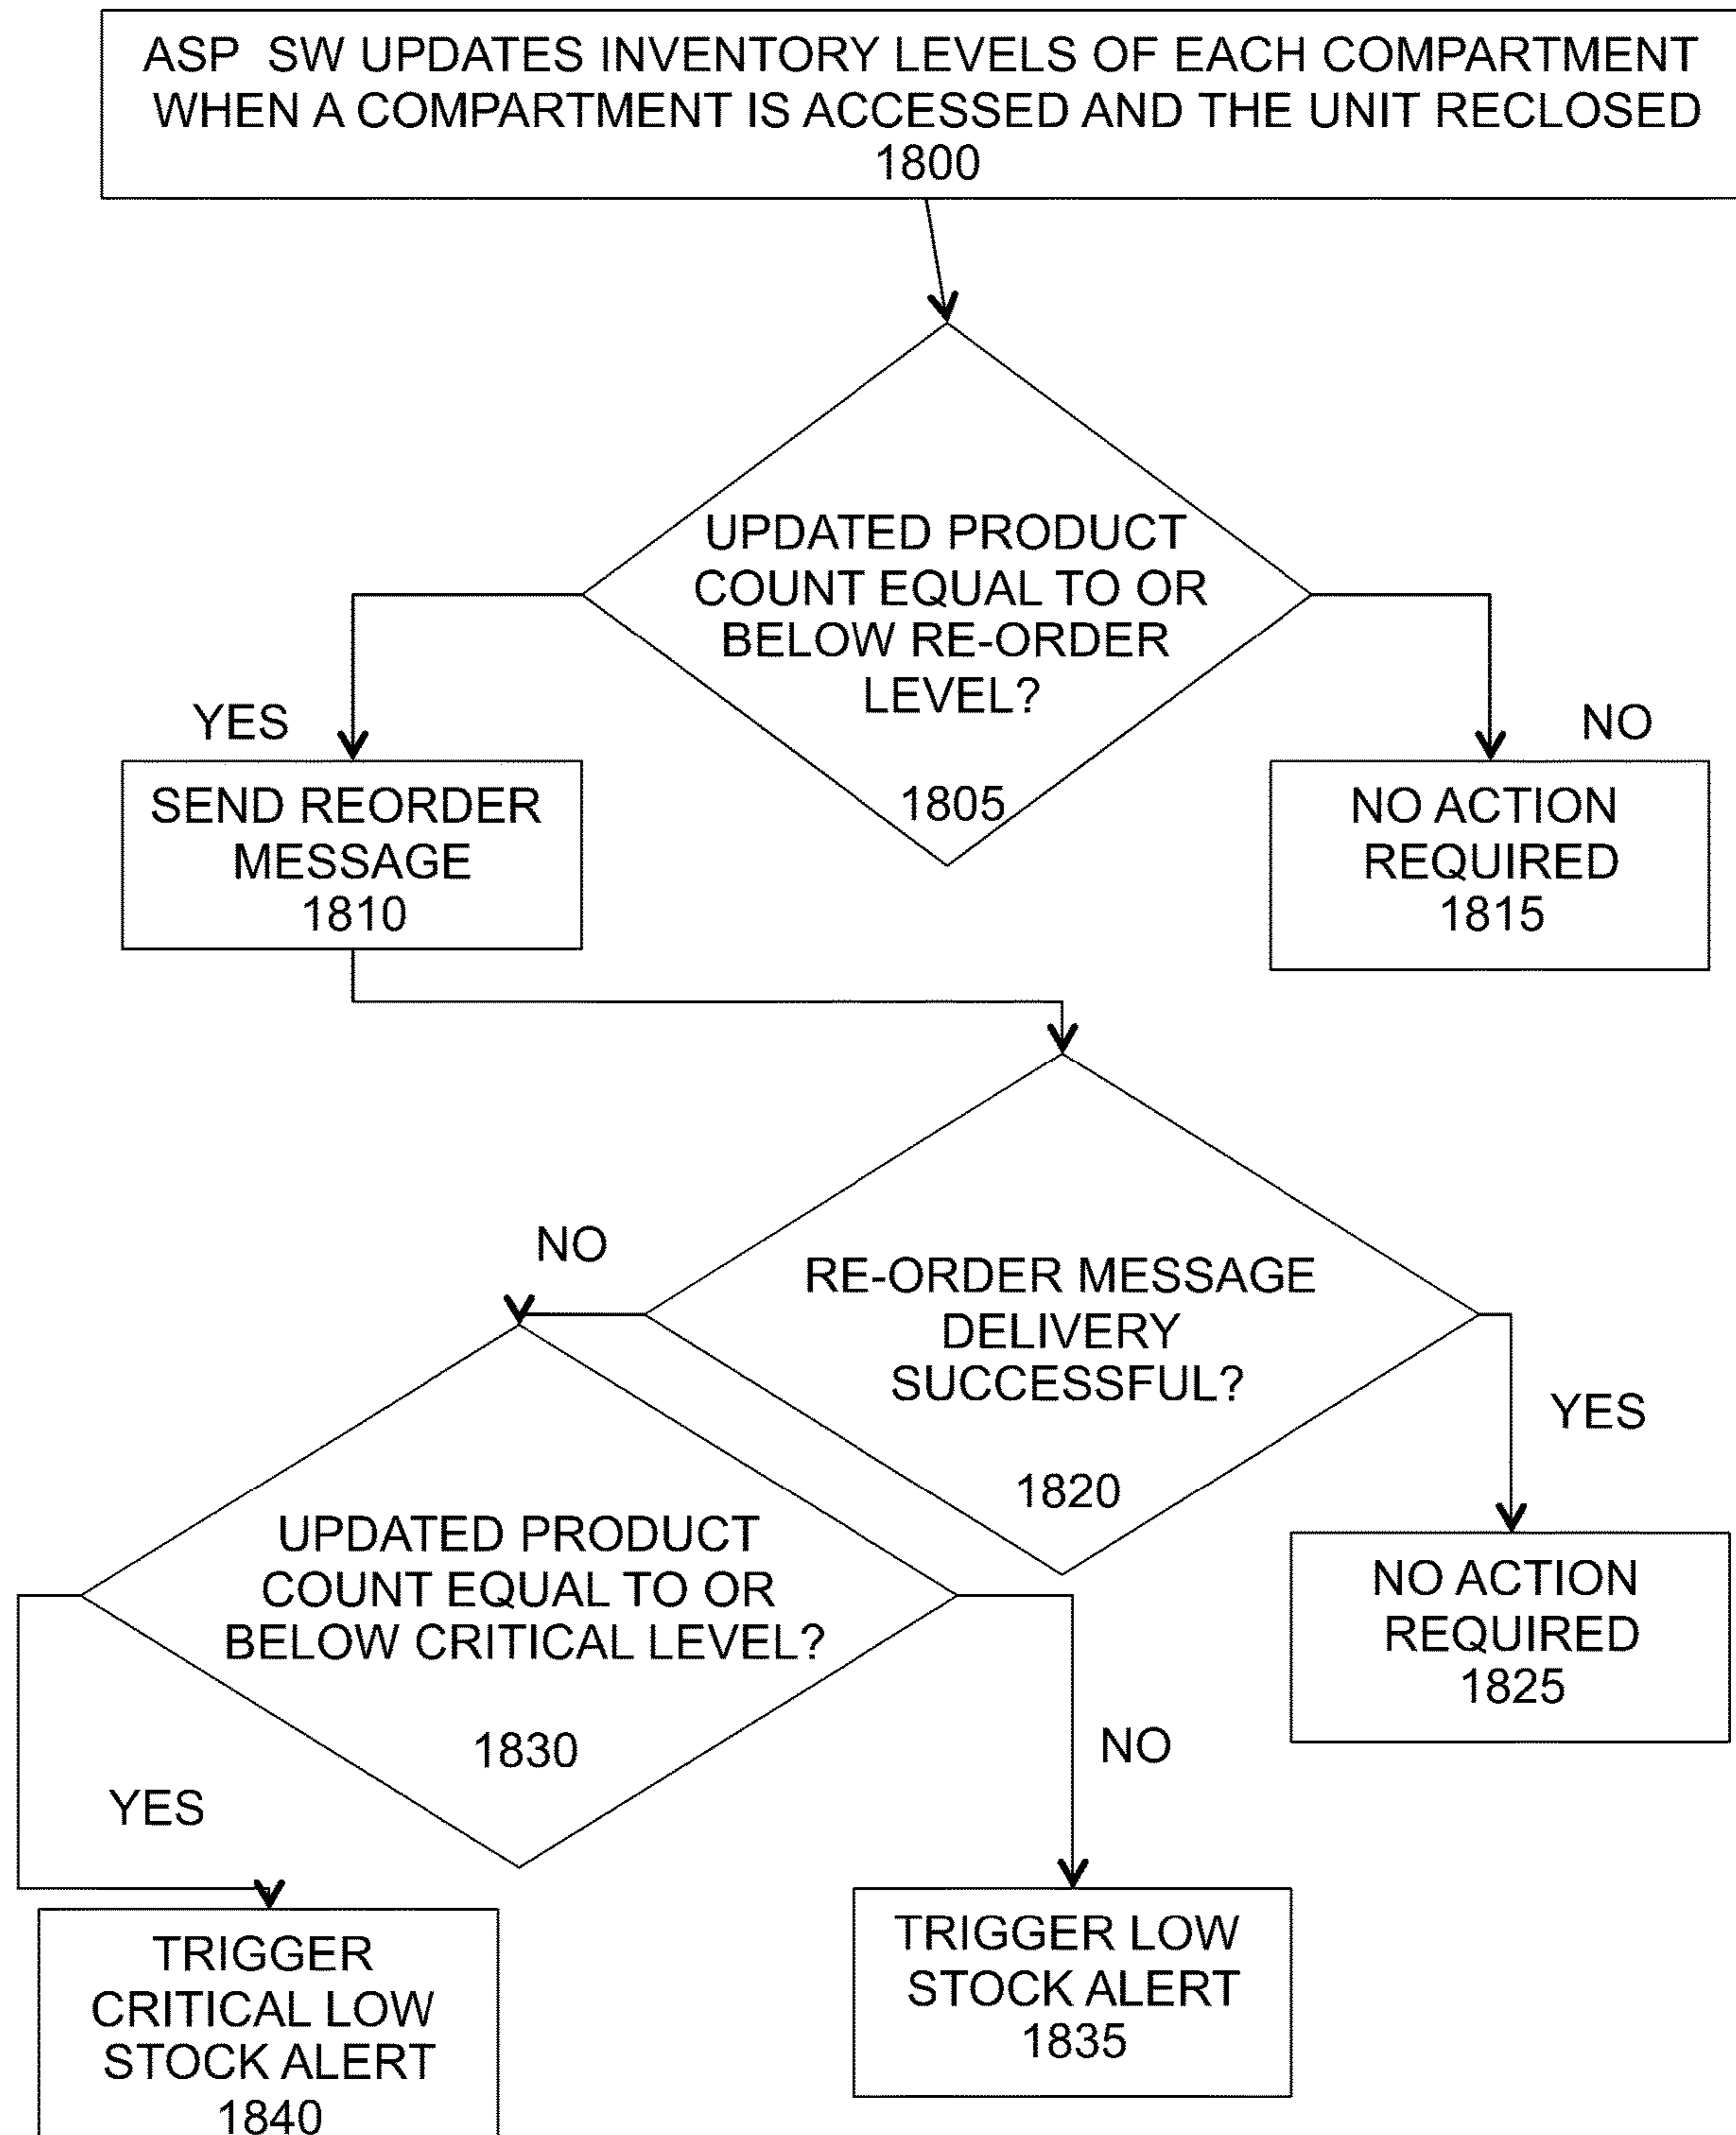 ASP SW UPDATES INVENTORY LEVELS OF EACH COMPARTMENT
WHEN A COMPARTMENT IS ACCESSED AND THE UNIT RECLOSED
1800
UPDATED PRODUCT
COUNT EQUAL TO OR
BELOW RE-ORDER
LEVEL?
1805
YES
NO
SEND REORDER
MESSAGE
1810
NO ACTION
REQUIRED
1815
RE-ORDER MESSAGE
DELIVERY
SUCCESSFUL?
1820
NO
YES
UPDATED PRODUCT
COUNT EQUAL TO OR
BELOW CRITICAL LEVEL?
1830
NO ACTION
REQUIRED
1825
YES
NO
TRIGGER
CRITICAL LOW
STOCK ALERT
1840
TRIGGER LOW
STOCK ALERT
1835